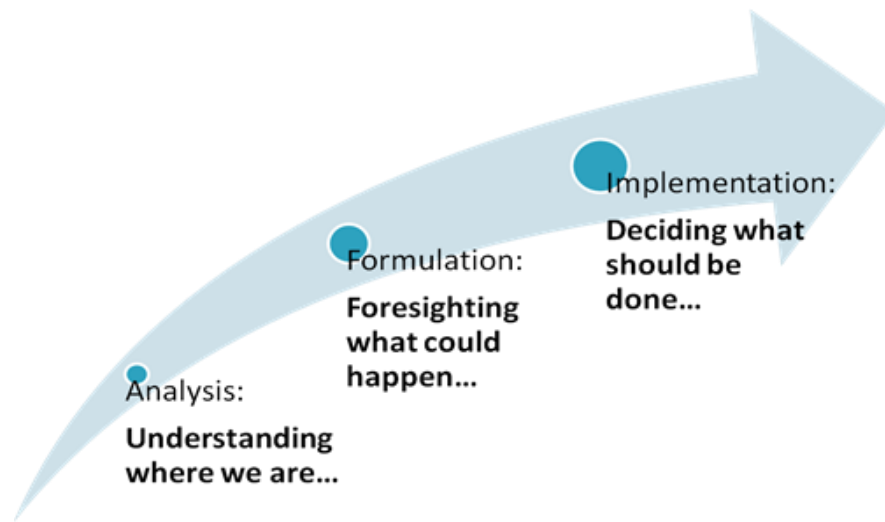 Analysis:
Understanding
where we are...
Formulation:
Foresighting
what could
happen...
Implementation:
Deciding what
should be
done...